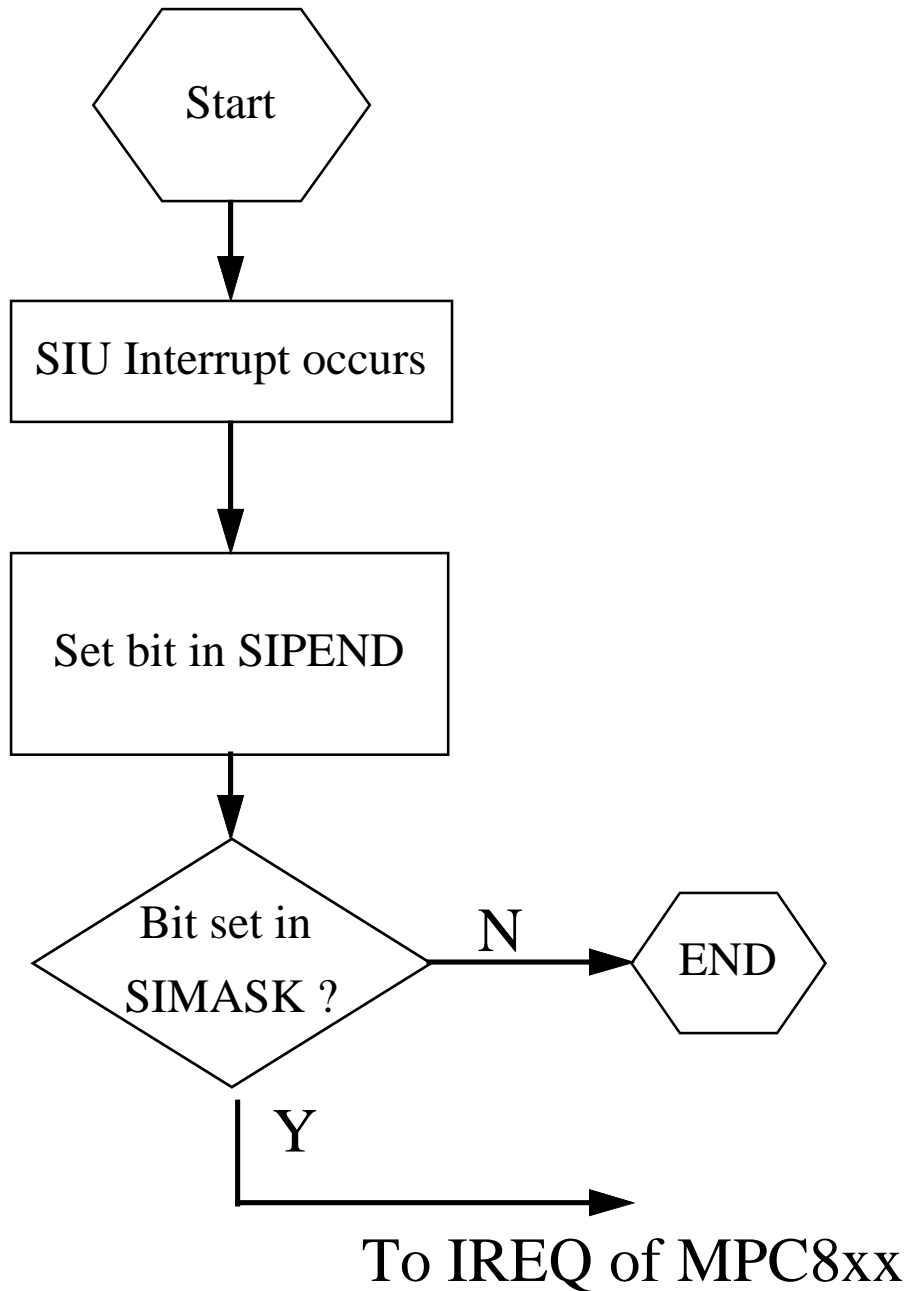 Start
SIU Interrupt occurs
Set bit in SIPEND
Bit set in
SIMASK ?
N
END
Y
To IREQ of MPC8xx